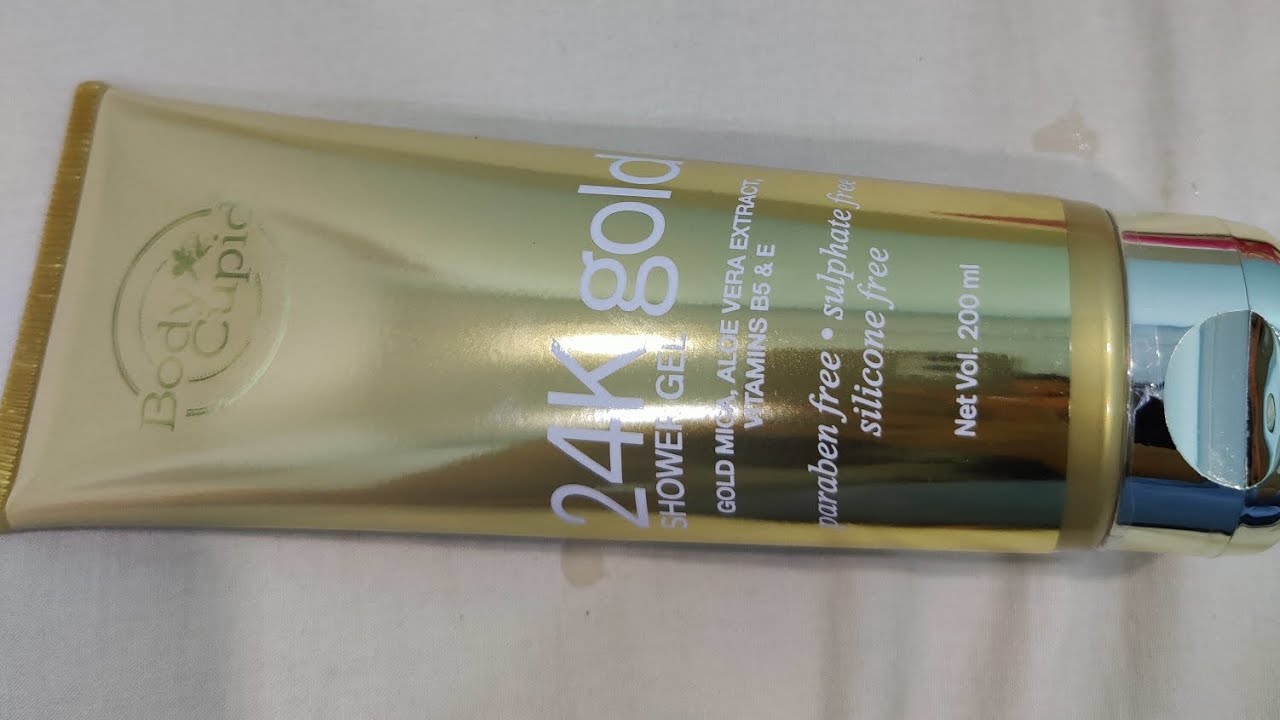 Body
Cupid
24K gold
SHOWER GEL
GOLD MICA, ALOE VERA EXTRACT,
VITAMINS B5 & E
paraben free • sulphate free
silicone free
Net Vol. 200 ml